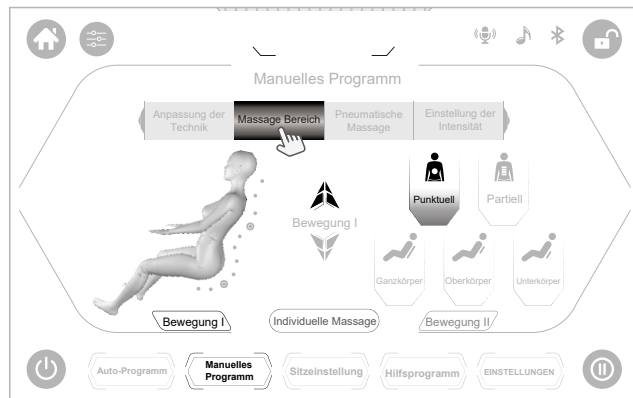 Manuelles Programm
Anpassung der
Technik
Massage Bereich
Pneumatische
Massage
Einstellung der
Intensität
Punktuell
Partiell
Bewegung I
Ganzkörper
Oberkörper
Unterkörper
Bewegung I
Individuelle Massage
Bewegung II
Auto-Programm
Manuelles
Programm
Sitzeinstellung
Hilfsprogramm
EINSTELLUNGEN